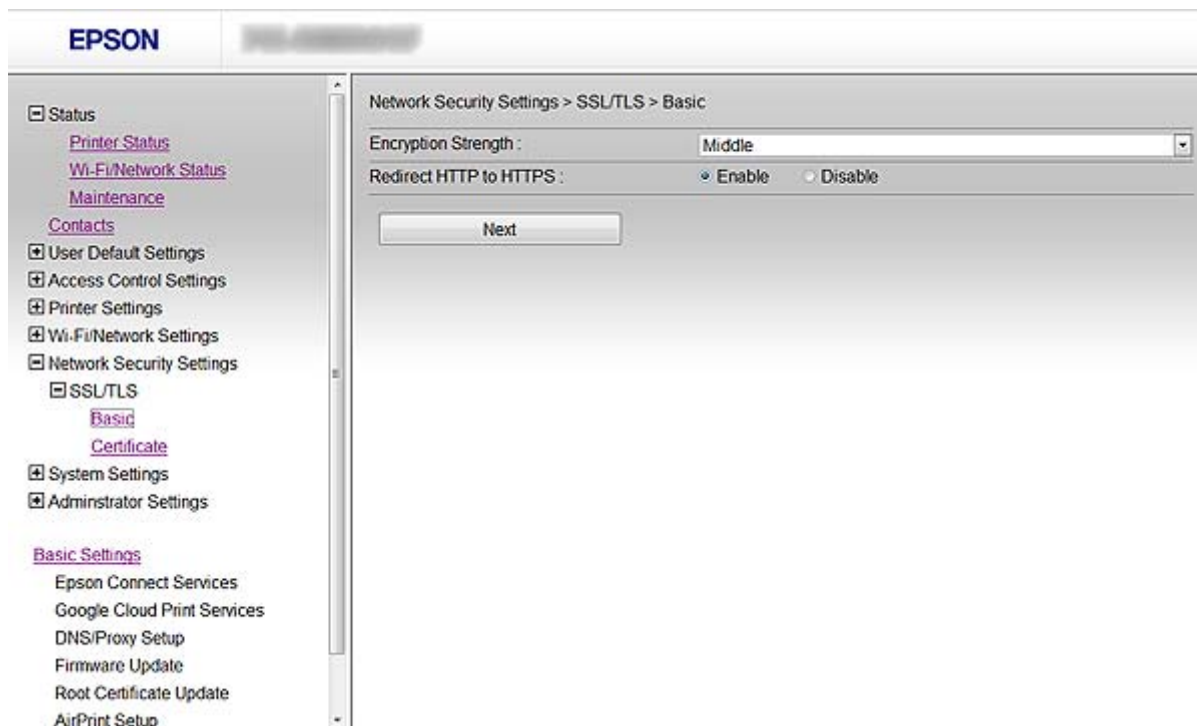 EPSON
Status
Printer Status
Wi-Fi/Network Status
Maintenance
Contacts
User Default Settings
Access Control Settings
Printer Settings
Wi-Fi/Network Settings
Network Security Settings
SSL/TLS
Basic
Certificate
System Settings
Adminstrator Settings
Basic Settings
Epson Connect Services
Google Cloud Print Services
DNS/Proxy Setup
Firmware Update
Root Certificate Update
AirPrint Setup
Network Security Settings > SSL/TLS > Basic
Encryption Strength : Middle
Redirect HTTP to HTTPS : Enable Disable
Next